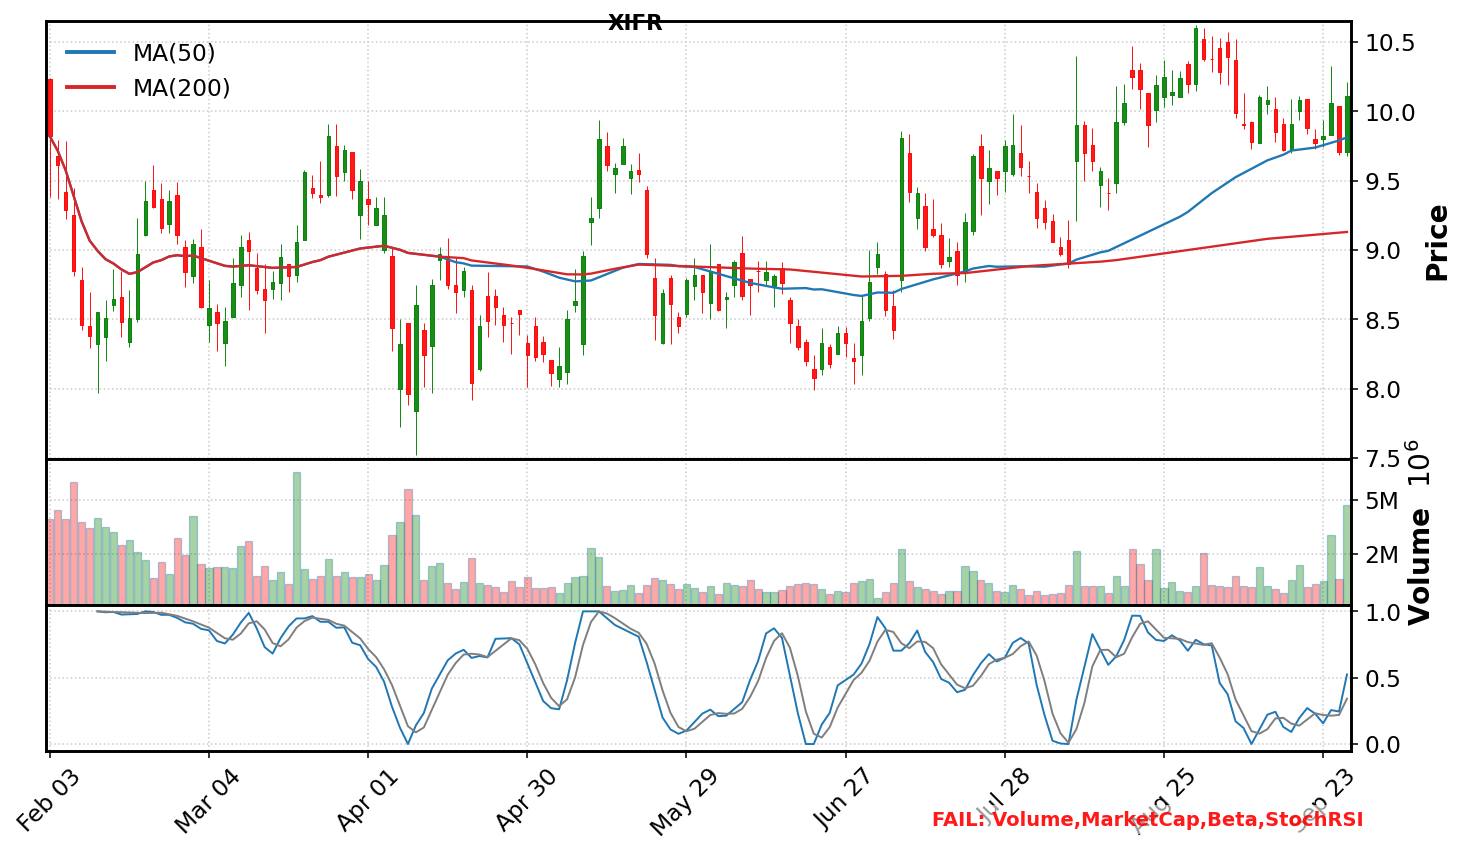 XIFR
MA(50)
MA(200)
10.5
10.0
9.5
9.0
8.5
8.0
7.5
Price
10^6
5M
2M
Volume
1.0
0.5
0.0
Feb 03
Mar 04
Apr 01
Apr 30
May 29
Jun 27
Jul 28
Aug 25
Sep 23
FAIL: Volume,MarketCap,Beta,StochRSI